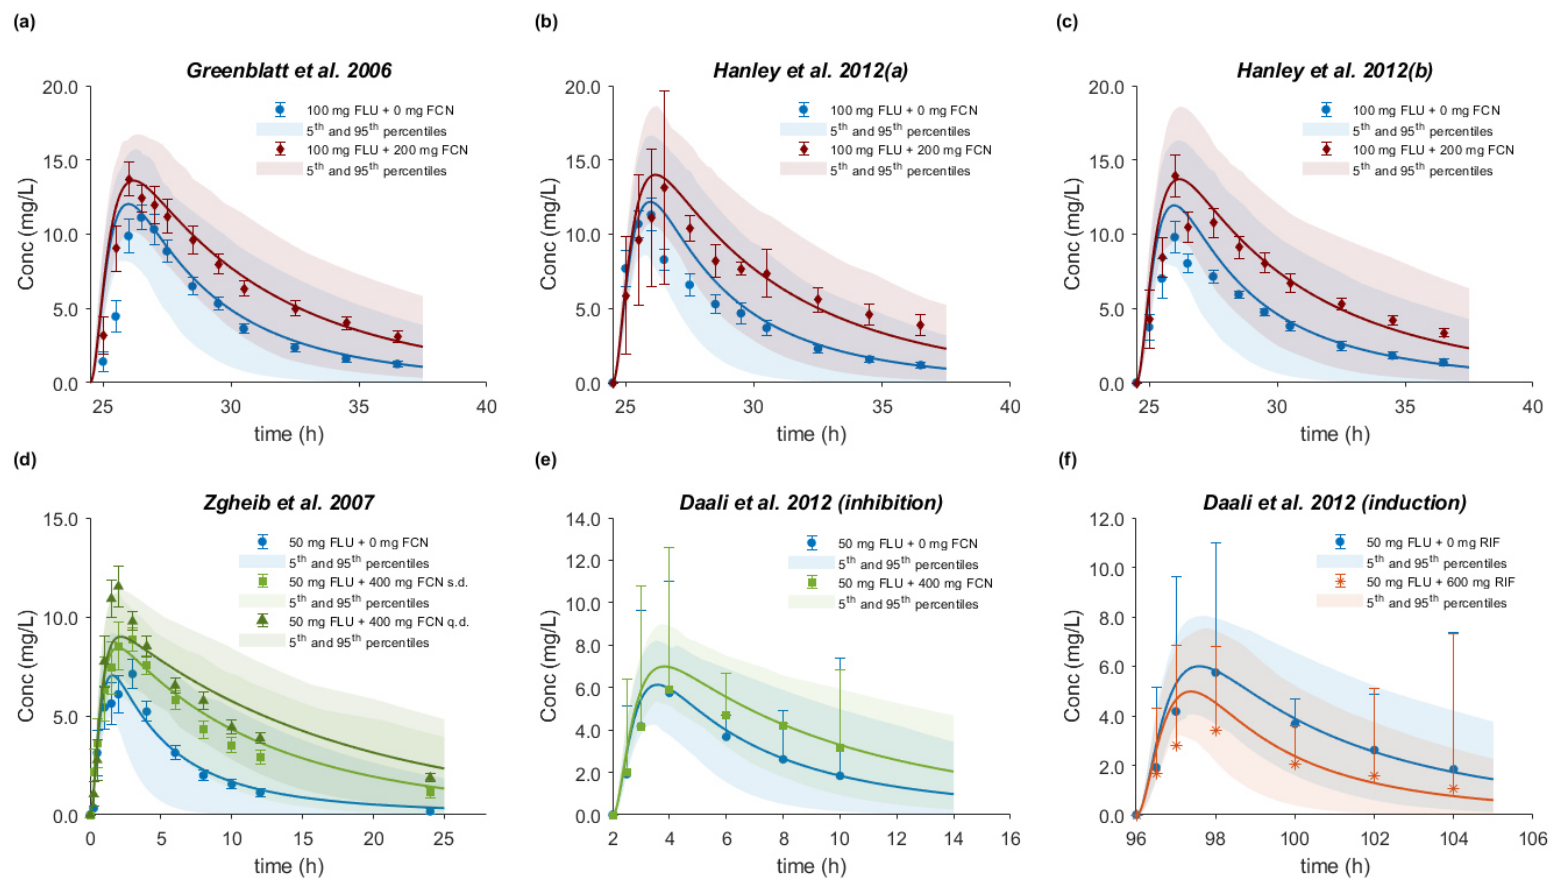 (a)
Greenblatt et al. 2006
100 mg FLU + 0 mg FCN
5th and 95th percentiles
100 mg FLU + 200 mg FCN
5th and 95th percentiles
Conc (mg/L)
20.0
15.0
10.0
5.0
0.0
25 30 35 40
time (h)
(b)
Hanley et al. 2012(a)
100 mg FLU + 0 mg FCN
5th and 95th percentiles
100 mg FLU + 200 mg FCN
5th and 95th percentiles
Conc (mg/L)
20.0
15.0
10.0
5.0
0.0
25 30 35 40
time (h)
(c)
Hanley et al. 2012(b)
100 mg FLU + 0 mg FCN
5th and 95th percentiles
100 mg FLU + 200 mg FCN
5th and 95th percentiles
Conc (mg/L)
20.0
15.0
10.0
5.0
0.0
25 30 35 40
time (h)
(d)
Zgheib et al. 2007
50 mg FLU + 0 mg FCN
5th and 95th percentiles
50 mg FLU + 400 mg FCN s.d.
5th and 95th percentiles
50 mg FLU + 400 mg FCN q.d.
5th and 95th percentiles
Conc (mg/L)
15.0
10.0
5.0
0.0
0 5 10 15 20 25
time (h)
(e)
Daali et al. 2012 (inhibition)
50 mg FLU + 0 mg FCN
5th and 95th percentiles
50 mg FLU + 400 mg FCN
5th and 95th percentiles
Conc (mg/L)
14.0
12.0
10.0
8.0
6.0
4.0
2.0
0.0
2 4 6 8 10 12 14 16
time (h)
(f)
Daali et al. 2012 (induction)
50 mg FLU + 0 mg RIF
5th and 95th percentiles
50 mg FLU + 600 mg RIF
5th and 95th percentiles
Conc (mg/L)
12.0
10.0
8.0
6.0
4.0
2.0
0.0
96 98 100 102 104 106
time (h)